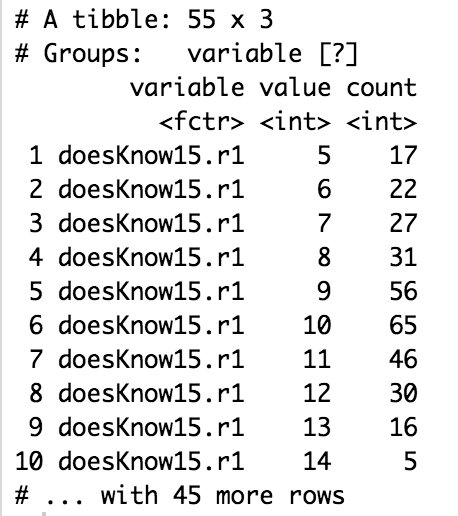 # A tibble: 55 x 3
# Groups:   variable [?]
         variable value count
           <fctr> <int> <int>
 1 doesKnow15.r1     5    17
 2 doesKnow15.r1     6    22
 3 doesKnow15.r1     7    27
 4 doesKnow15.r1     8    31
 5 doesKnow15.r1     9    56
 6 doesKnow15.r1    10    65
 7 doesKnow15.r1    11    46
 8 doesKnow15.r1    12    30
 9 doesKnow15.r1    13    16
10 doesKnow15.r1    14     5
# ... with 45 more rows